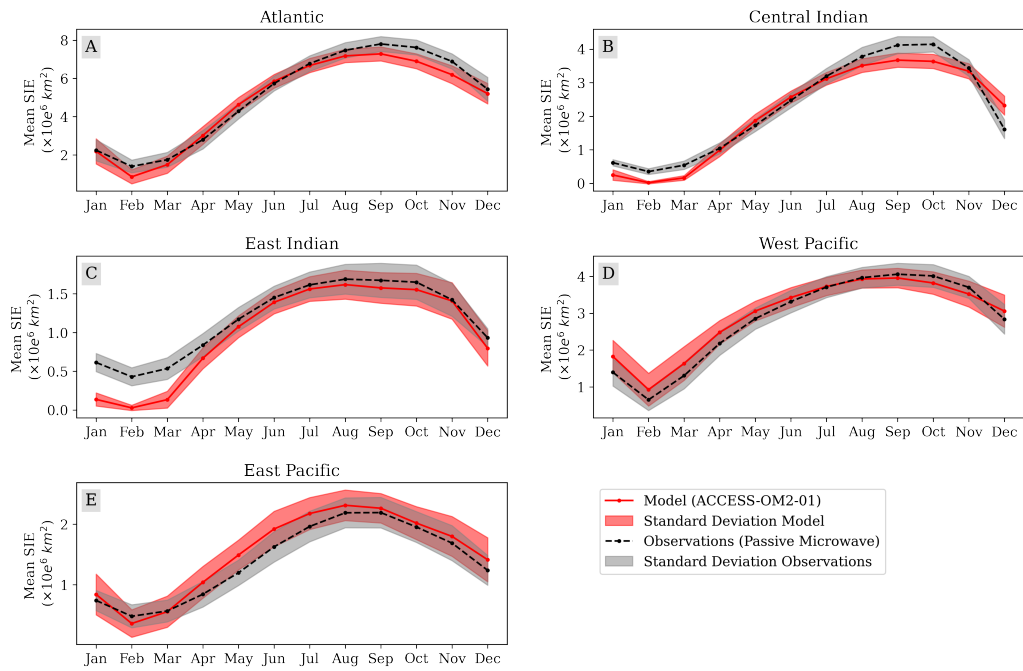 Atlantic
A
Mean SIE
(×10e⁶ km²)
8
6
4
2
Jan Feb Mar Apr May Jun Jul Aug Sep Oct Nov Dec
Central Indian
B
Mean SIE
(×10e⁶ km²)
4
3
2
1
0
Jan Feb Mar Apr May Jun Jul Aug Sep Oct Nov Dec
East Indian
C
Mean SIE
(×10e⁶ km²)
1.5
1.0
0.5
0.0
Jan Feb Mar Apr May Jun Jul Aug Sep Oct Nov Dec
West Pacific
D
Mean SIE
(×10e⁶ km²)
4
3
2
1
Jan Feb Mar Apr May Jun Jul Aug Sep Oct Nov Dec
East Pacific
E
Mean SIE
(×10e⁶ km²)
2
1
Jan Feb Mar Apr May Jun Jul Aug Sep Oct Nov Dec
Model (ACCESS-OM2-01)
Standard Deviation Model
Observations (Passive Microwave)
Standard Deviation Observations